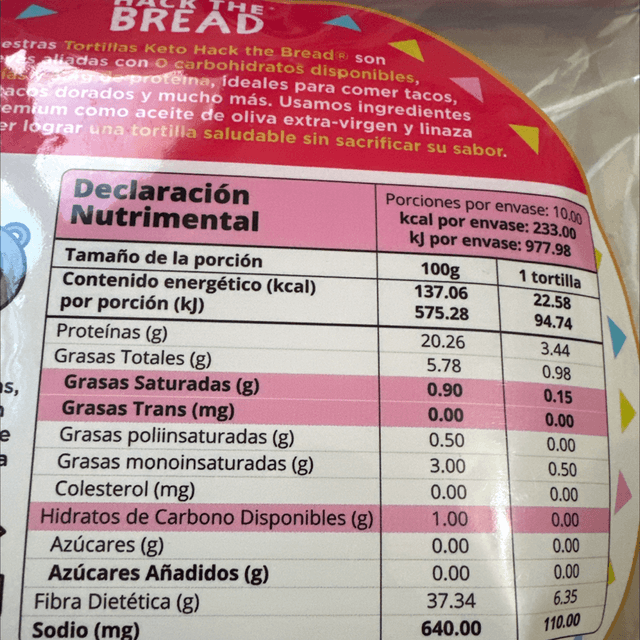 HACK THE
BREAD
estras Tortillas Keto Hack the Bread® son
aliadas con 0 carbohidratos disponibles,
de proteína, ideales para comer tacos,
acos dorados y mucho más. Usamos ingredientes
emium como aceite de oliva extra-virgen y linaza
er lograr una tortilla saludable sin sacrificar su sabor.
Declaración
Nutrimental
Porciones por envase: 10.00
kcal por envase: 233.00
kJ por envase: 977.98
Tamaño de la porción 100g 1 tortilla
Contenido energético (kcal) 137.06 22.58
por porción (kJ) 575.28 94.74
Proteínas (g) 20.26 3.44
Grasas Totales (g) 5.78 0.98
Grasas Saturadas (g) 0.90 0.15
Grasas Trans (mg) 0.00 0.00
Grasas poliinsaturadas (g) 0.50 0.00
Grasas monoinsaturadas (g) 3.00 0.50
Colesterol (mg) 0.00 0.00
Hidratos de Carbono Disponibles (g) 1.00 0.00
Azúcares (g) 0.00 0.00
Azúcares Añadidos (g) 0.00 0.00
Fibra Dietética (g) 37.34 6.35
Sodio (mg) 640.00 110.00